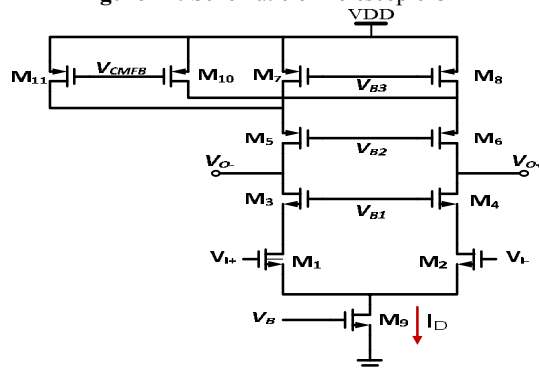 VDD
M11 VCMFB M10 M7 VB3 M8
M5 VB2 M6
VO- VO+
M3 VB1 M4
VI+ M1 M2 VI-
VB M9 ID